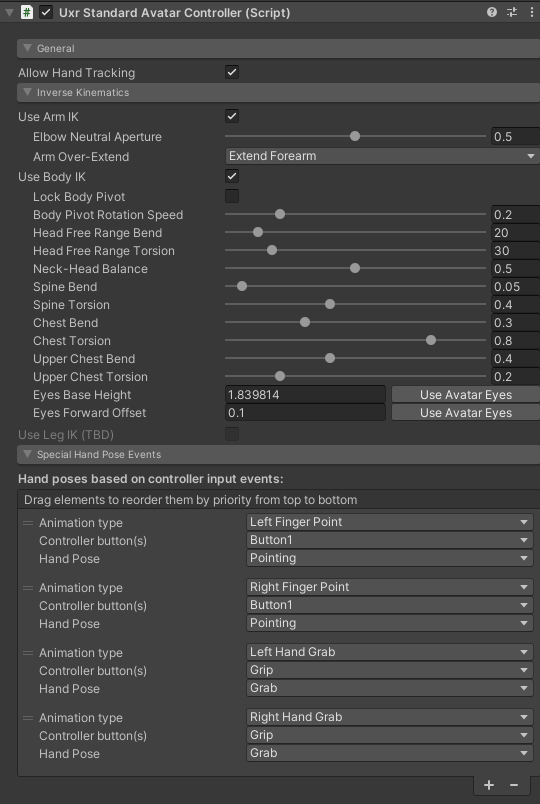 Uxr Standard Avatar Controller (Script)
General
Allow Hand Tracking
Inverse Kinematics
Use Arm IK
Elbow Neutral Aperture 0.5
Arm Over-Extend Extend Forearm
Use Body IK
Lock Body Pivot
Body Pivot Rotation Speed 0.2
Head Free Range Bend 20
Head Free Range Torsion 30
Neck-Head Balance 0.5
Spine Bend 0.05
Spine Torsion 0.4
Chest Bend 0.3
Chest Torsion 0.8
Upper Chest Bend 0.4
Upper Chest Torsion 0.2
Eyes Base Height 1.839814 Use Avatar Eyes
Eyes Forward Offset 0.1 Use Avatar Eyes
Use Leg IK (TBD)
Special Hand Pose Events
Hand poses based on controller input events:
Drag elements to reorder them by priority from top to bottom
Animation type Left Finger Point
Controller button(s) Button1
Hand Pose Pointing
Animation type Right Finger Point
Controller button(s) Button1
Hand Pose Pointing
Animation type Left Hand Grab
Controller button(s) Grip
Hand Pose Grab
Animation type Right Hand Grab
Controller button(s) Grip
Hand Pose Grab